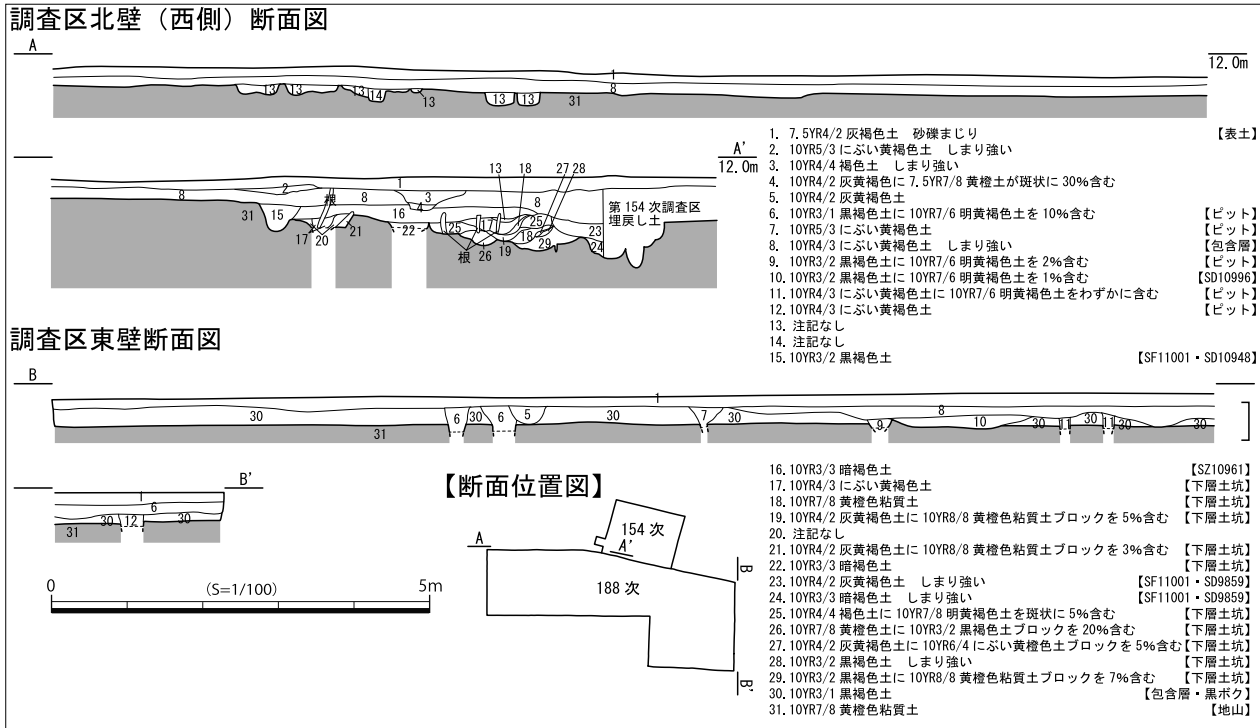 調査区北壁（西側）断面図
A
12.0m
1
8
13 13 13 14 13 13 13 31
A'
12.0m
8 2 根 8 1 3 4 13 18 27 28 8
第154次調査区
埋戻し土
31 15 16 25 7 25 23
17 20 21 22 根 26 19 18 29 24
1. 7.5YR4/2 灰褐色土　砂礫まじり 【表土】
2. 10YR5/3 にぶい黄褐色土　しまり強い
3. 10YR4/4 褐色土　しまり強い
4. 10YR4/2 灰黄褐色に 7.5YR7/8 黄橙土が斑状に 30%含む
5. 10YR4/2 灰黄褐色土
6. 10YR3/1 黒褐色土に 10YR7/6 明黄褐色土を 10%含む 【ピット】
7. 10YR5/3 にぶい黄褐色土 【ピット】
8. 10YR4/3 にぶい黄褐色土　しまり強い 【包含層】
9. 10YR3/2 黒褐色土に 10YR7/6 明黄褐色土を 2%含む 【ピット】
10. 10YR3/2 黒褐色土に 10YR7/6 明黄褐色土を 1%含む 【SD10996】
11. 10YR4/3 にぶい黄褐色土に 10YR7/6 明黄褐色土をわずかに含む 【ピット】
12. 10YR4/3 にぶい黄褐色土 【ピット】
13. 注記なし
14. 注記なし
15. 10YR3/2 黒褐色土 【SF11001・SD10948】
調査区東壁断面図
B
1
30 6 30 6 5 30 7 30 8
31 9 10 30 11 30 11 30 30
B'
1
6
30 12 30
31
【断面位置図】
154 次
A
A'
B
188 次
B'
0 (S=1/100) 5m
16. 10YR3/3 暗褐色土 【SZ10961】
17. 10YR4/3 にぶい黄褐色土 【下層土坑】
18. 10YR7/8 黄橙色粘質土 【下層土坑】
19. 10YR4/2 灰黄褐色土に 10YR8/8 黄橙色粘質土ブロックを 5%含む 【下層土坑】
20. 注記なし
21. 10YR4/2 灰黄褐色土に 10YR8/8 黄橙色粘質土ブロックを 3%含む 【下層土坑】
22. 10YR3/3 暗褐色土 【下層土坑】
23. 10YR4/2 灰黄褐色土　しまり強い 【SF11001・SD9859】
24. 10YR3/3 暗褐色土　しまり強い 【SF11001・SD9859】
25. 10YR4/4 褐色土に 10YR7/8 明黄褐色土を斑状に 5%含む 【下層土坑】
26. 10YR7/8 黄橙色土に 10YR3/2 黒褐色土ブロックを 20%含む 【下層土坑】
27. 10YR4/2 灰黄褐色土に 10YR6/4 にぶい黄橙色土ブロックを 5%含む 【下層土坑】
28. 10YR3/2 黒褐色土　しまり強い 【下層土坑】
29. 10YR3/2 黒褐色土に 10YR8/8 黄橙色粘質土ブロックを 7%含む 【下層土坑】
30. 10YR3/1 黒褐色土 【包含層・黒ボク】
31. 10YR7/8 黄橙色粘質土 【地山】